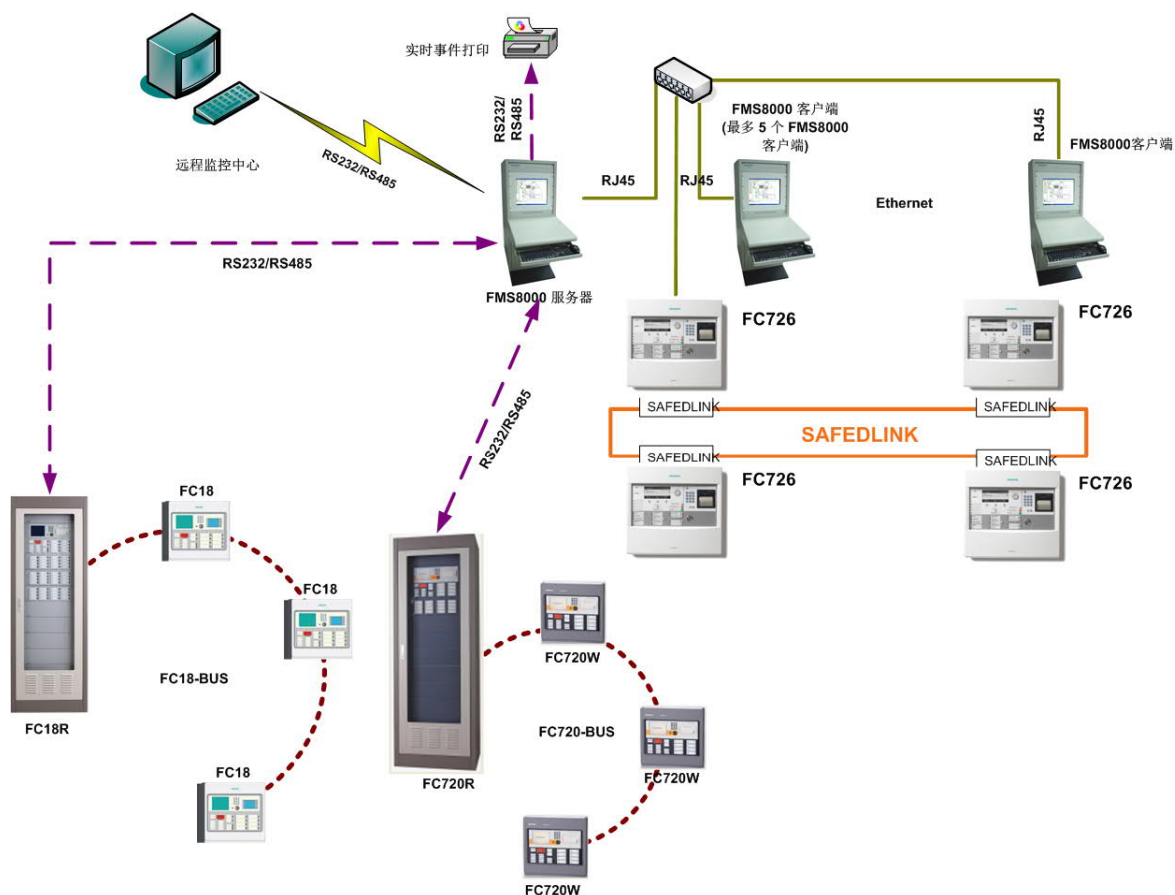 实时事件打印
RS232/
RS485
远程监控中心
RS232/RS485
FMS8000 客户端
(最多 5 个 FMS8000
客户端)
RJ45
FMS8000客户端
RJ45
RJ45
Ethernet
RS232/RS485
FMS8000 服务器
FC726
FC726
RS232/RS485
SAFEDLINK
SAFEDLINK
SAFEDLINK
SAFEDLINK
SAFEDLINK
FC726
FC726
FC18
FC18
FC18-BUS
FC18R
FC18
FC720W
FC720-BUS
FC720R
FC720W
FC720W